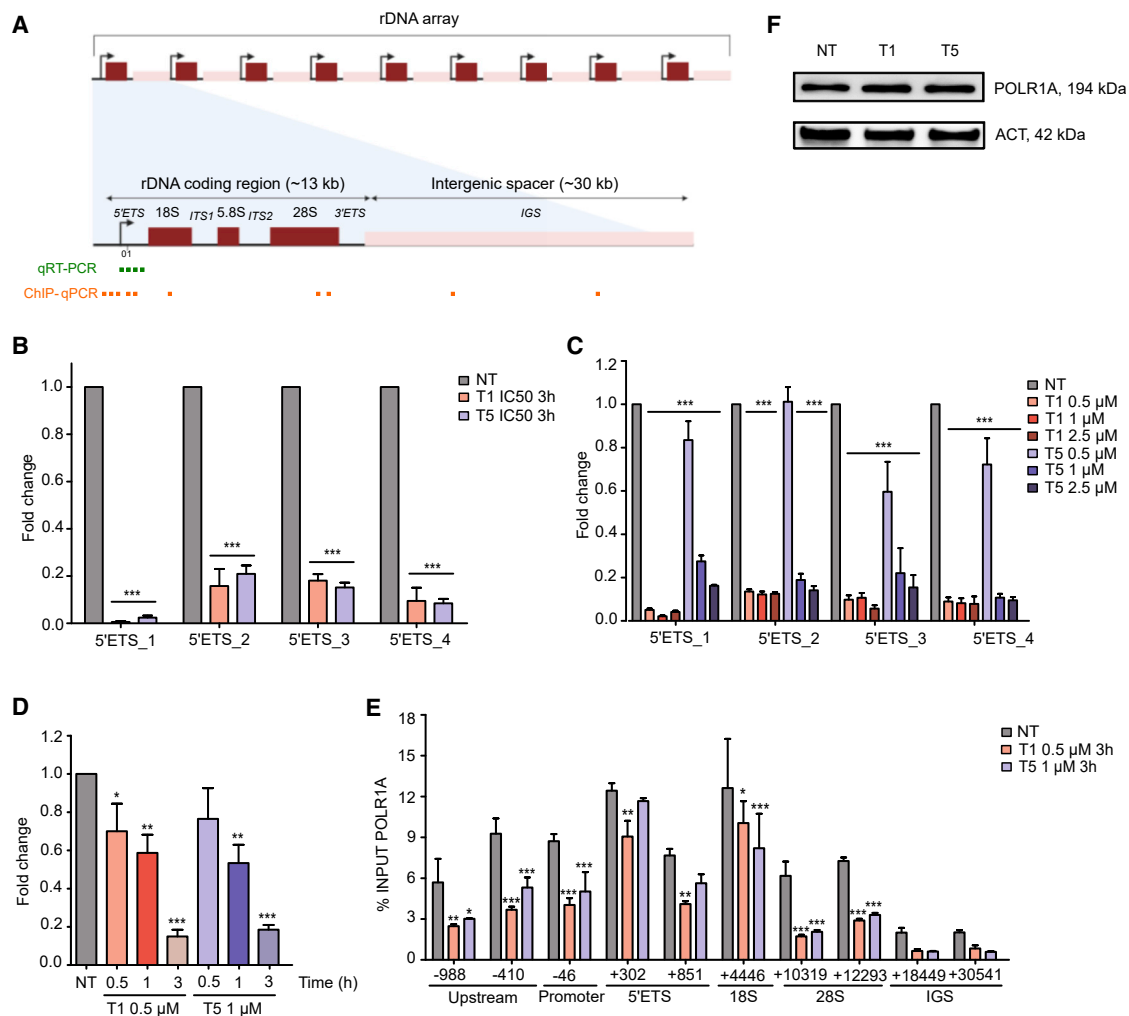 A
rDNA array
rDNA coding region (~13 kb)
Intergenic spacer (~30 kb)
5'ETS 18S ITS1 5.8S ITS2 28S 3'ETS IGS
01
qRT-PCR
ChIP-qPCR
F
NT T1 T5
POLR1A, 194 kDa
ACT, 42 kDa
B
Fold change
1.0
0.8
0.6
0.4
0.2
0.0
NT
T1 IC50 3h
T5 IC50 3h
*** *** *** ***
5'ETS_1 5'ETS_2 5'ETS_3 5'ETS_4
C
Fold change
1.2
1.0
0.8
0.6
0.4
0.2
0.0
*** *** *** *** ***
NT
T1 0.5 µM
T1 1 µM
T1 2.5 µM
T5 0.5 µM
T5 1 µM
T5 2.5 µM
5'ETS_1 5'ETS_2 5'ETS_3 5'ETS_4
D
Fold change
1.2
1.0
0.8
0.6
0.4
0.2
0.0
* ** *** ** ***
NT 0.5 1 3 0.5 1 3 Time (h)
T1 0.5 µM T5 1 µM
E
% INPUT POLR1A
18
15
12
9
6
3
0
NT
T1 0.5 µM 3h
T5 1 µM 3h
** * *** *** *** *** ** ** * *** *** *** *** ***
-988 -410 -46 +302 +851 +4446 +10319 +12293 +18449 +30541
Upstream Promoter 5'ETS 18S 28S IGS